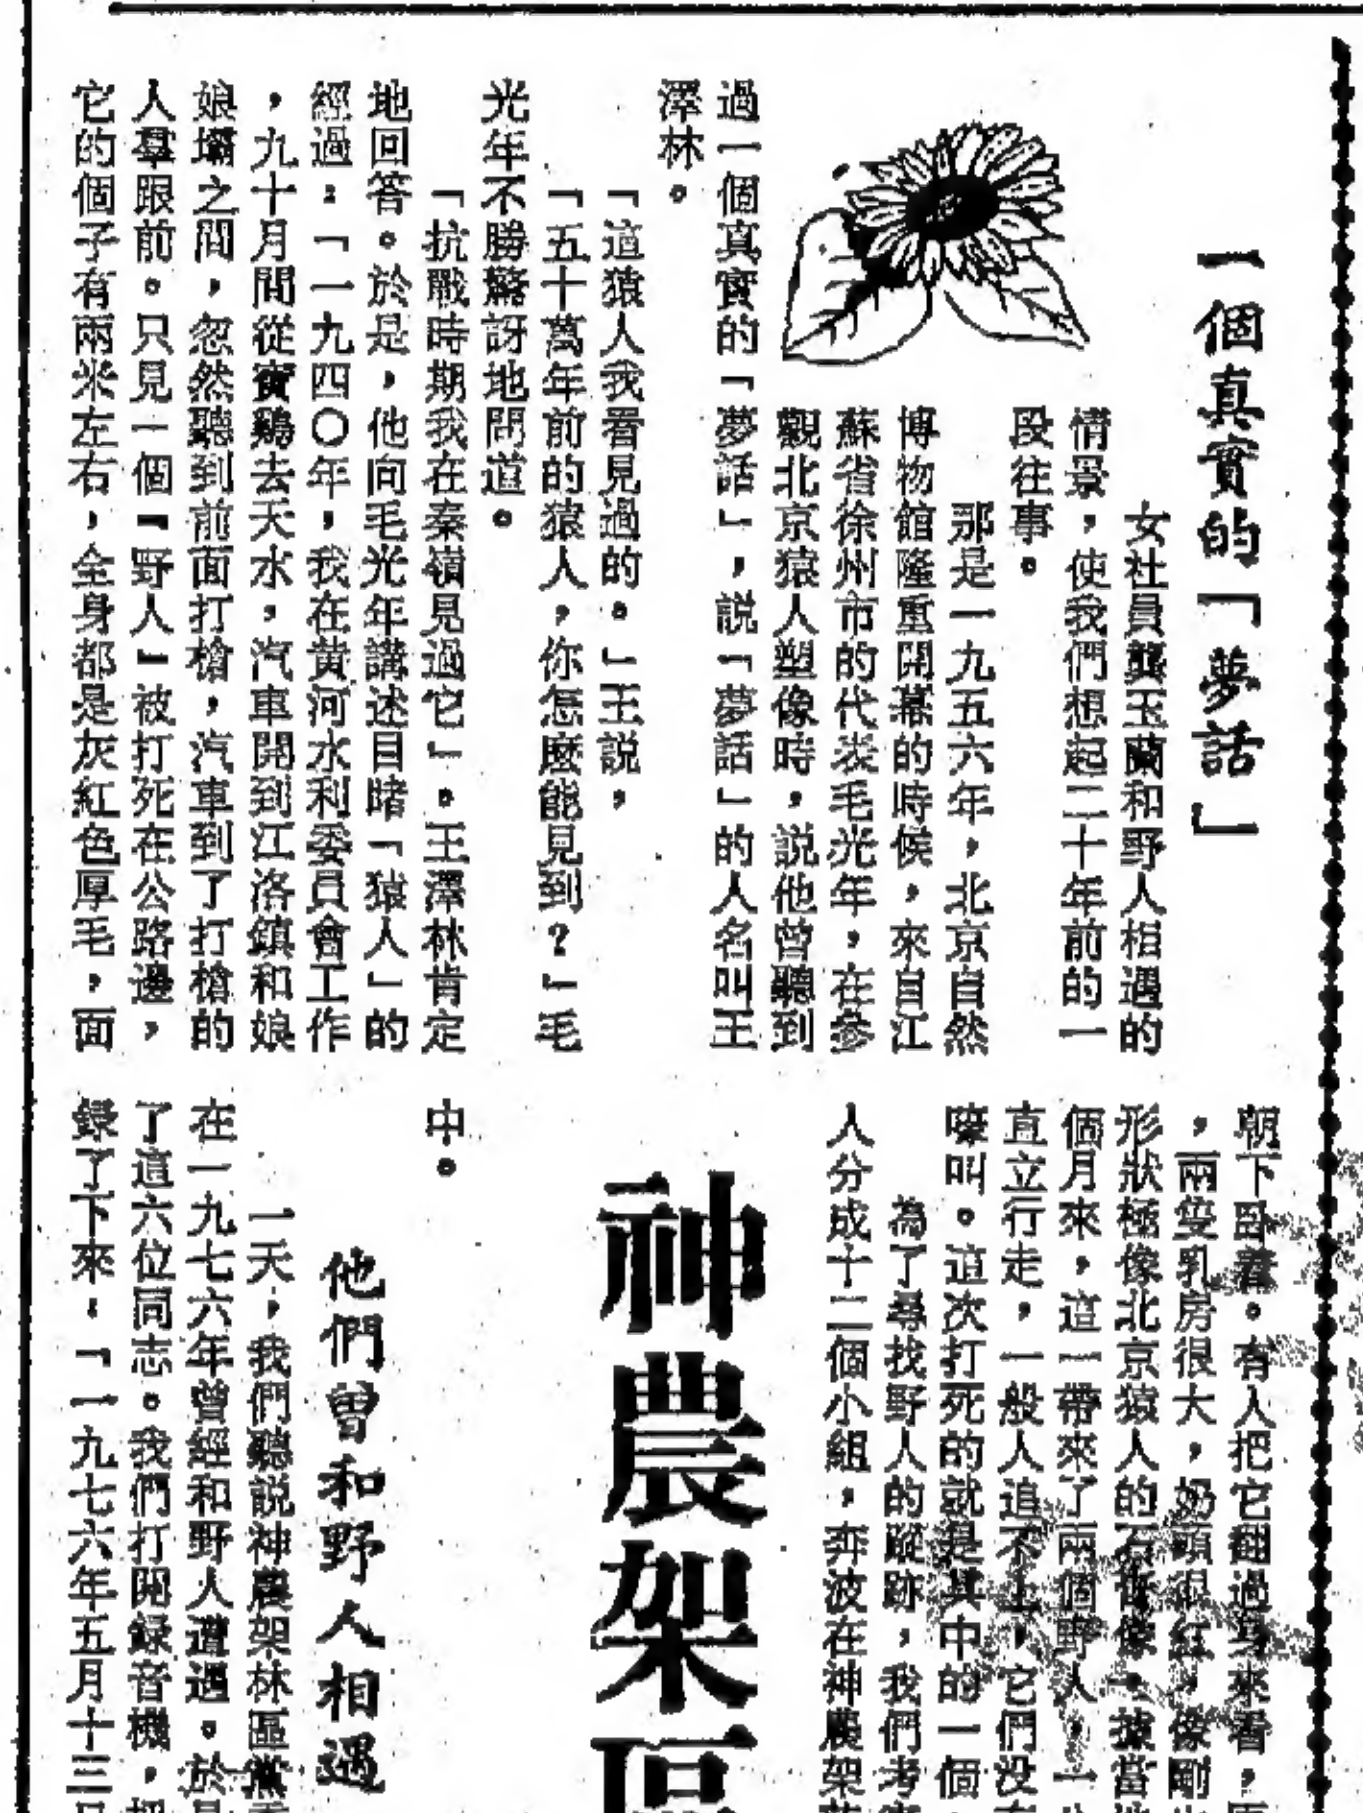 一個真實的「夢話」
女社員龔玉蘭和野人相遇的
情景，使我們想起二十年前的一
段往事。
那是一九五六年，北京自然
博物館隆重開幕的時候，來自江
蘇省徐州市的代表毛光年，在參
觀北京猿人塑像時，説他曾聽到
過一個真實的「夢話」，説「夢話」的人名叫王
澤林。
「這猿人我看見過的。」王説，
「五十萬年前的猿人，你怎麼能見到？」毛
光年不勝驚訝地問道。
「抗戰時期我在秦嶺見過它」。王澤林肯定
地回答。於是，他向毛光年講述目睹「猿人」的
經過：「一九四〇年，我在黄河水利委員會工作
，九十月間從寶鷄去天水，汽車開到江洛鎮和娘
娘壩之間，忽然聽到前面打槍，汽車到了打槍的
人羣跟前。只見一個「野人」被打死在公路邊，
它的個子有兩米左右，全身都是灰紅色厚毛，面
朝下卧着。有人把它翻過身來看，
，兩隻乳房很大，奶頭很紅，像剛
形狀極像北京猿人的石膏像。據當
個月來，這一帶來了兩個野人，一
直立行走，一般人追不上，它們没
嚎叫。這次打死的就是其中的一個
為了尋找野人的蹤跡，我們考
人分成十二個小組，奔波在神農架
神農架區
中。
他們曾和野人相遇
一天，我們聽説神農架林區黨
在一九七六年曾經和野人遭遇。於
了這六位同志。我們打開録音機，
録了下來：「一九七六年五月十三